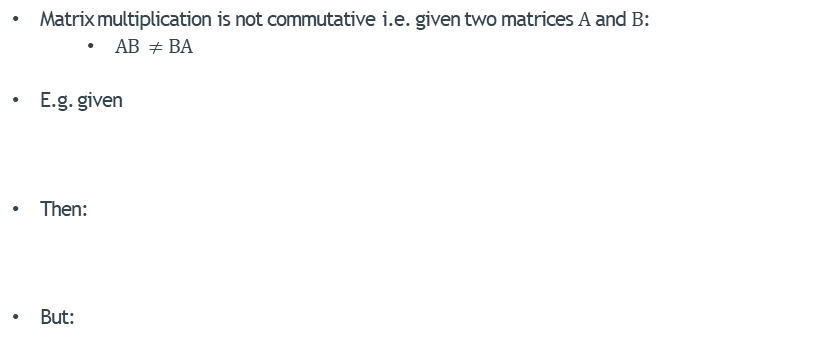 • Matrix multiplication is not commutative i.e. given two matrices A and B:
• AB ≠ BA
• E.g. given
• Then:
• But: